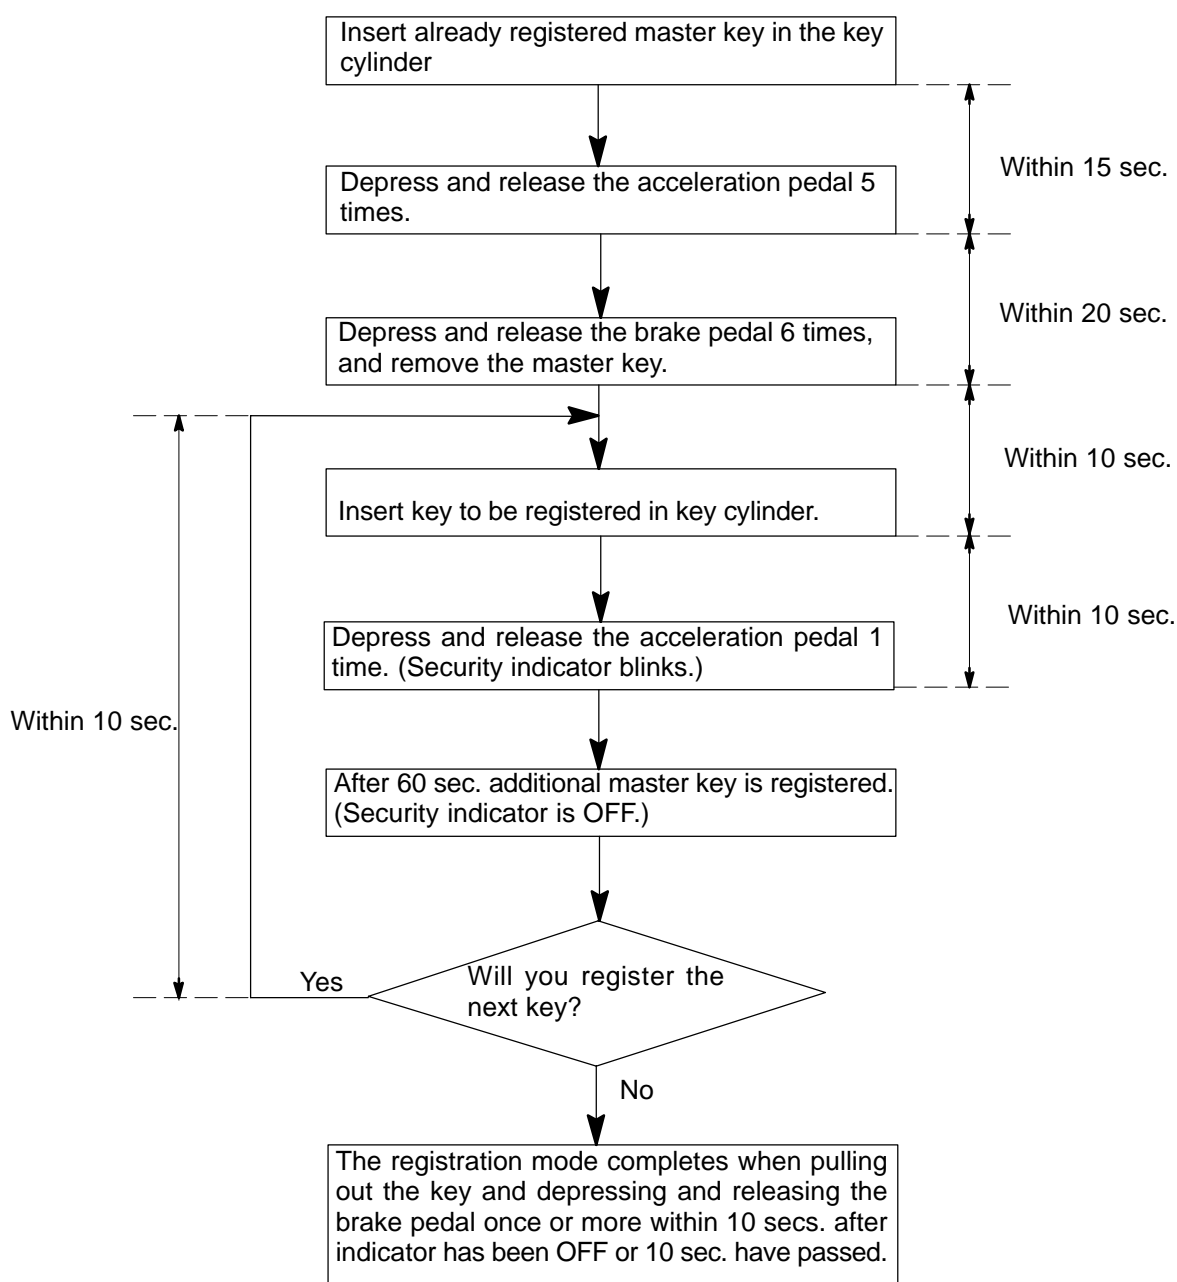 Insert already registered master key in the key
cylinder
Within 15 sec.
Depress and release the acceleration pedal 5
times.
Within 20 sec.
Depress and release the brake pedal 6 times,
and remove the master key.
Within 10 sec.
Insert key to be registered in key cylinder.
Within 10 sec.
Depress and release the acceleration pedal 1
time. (Security indicator blinks.)
Within 10 sec.
After 60 sec. additional master key is registered.
(Security indicator is OFF.)
Will you register the
next key?
Yes
No
The registration mode completes when pulling
out the key and depressing and releasing the
brake pedal once or more within 10 secs. after
indicator has been OFF or 10 sec. have passed.